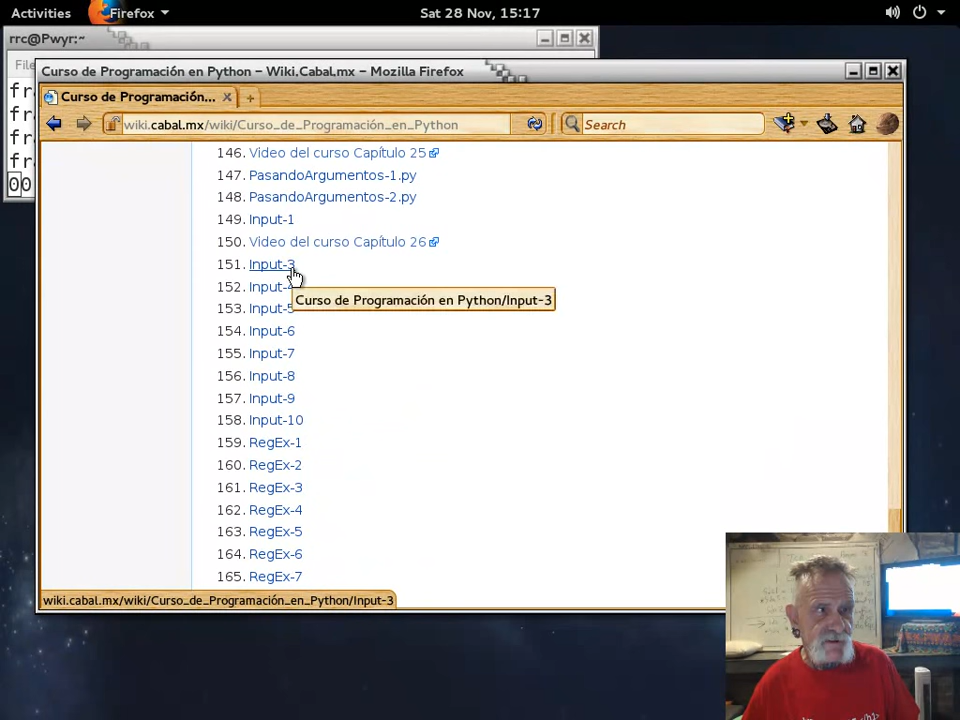 Activities Firefox Sat 28 Nov, 15:17
rrc@Pwyr:~
Curso de Programación en Python – Wiki.Cabal.mx – Mozilla Firefox
Curso de Programación...
wiki.cabal.mx/wiki/Curso_de_Programación_en_Python Search
146. Video del curso Capítulo 25
147. PasandoArgumentos-1.py
148. PasandoArgumentos-2.py
149. Input-1
150. Video del curso Capítulo 26
151. Input-3
152. Input-
Curso de Programación en Python/Input-3
153. Input-5
154. Input-6
155. Input-7
156. Input-8
157. Input-9
158. Input-10
159. RegEx-1
160. RegEx-2
161. RegEx-3
162. RegEx-4
163. RegEx-5
164. RegEx-6
165. RegEx-7
wiki.cabal.mx/wiki/Curso_de_Programación_en_Python/Input-3